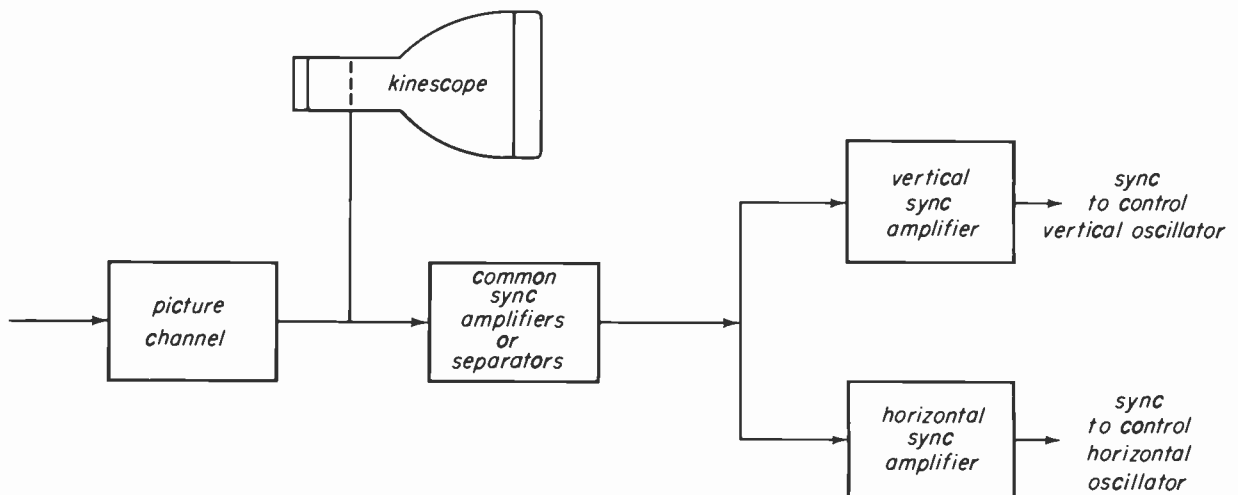 kinescope
picture
channel
common
sync
amplifiers
or
separators
vertical
sync
amplifier
sync
to control
vertical oscillator
horizontal
sync
amplifier
sync
to control
horizontal
oscillator